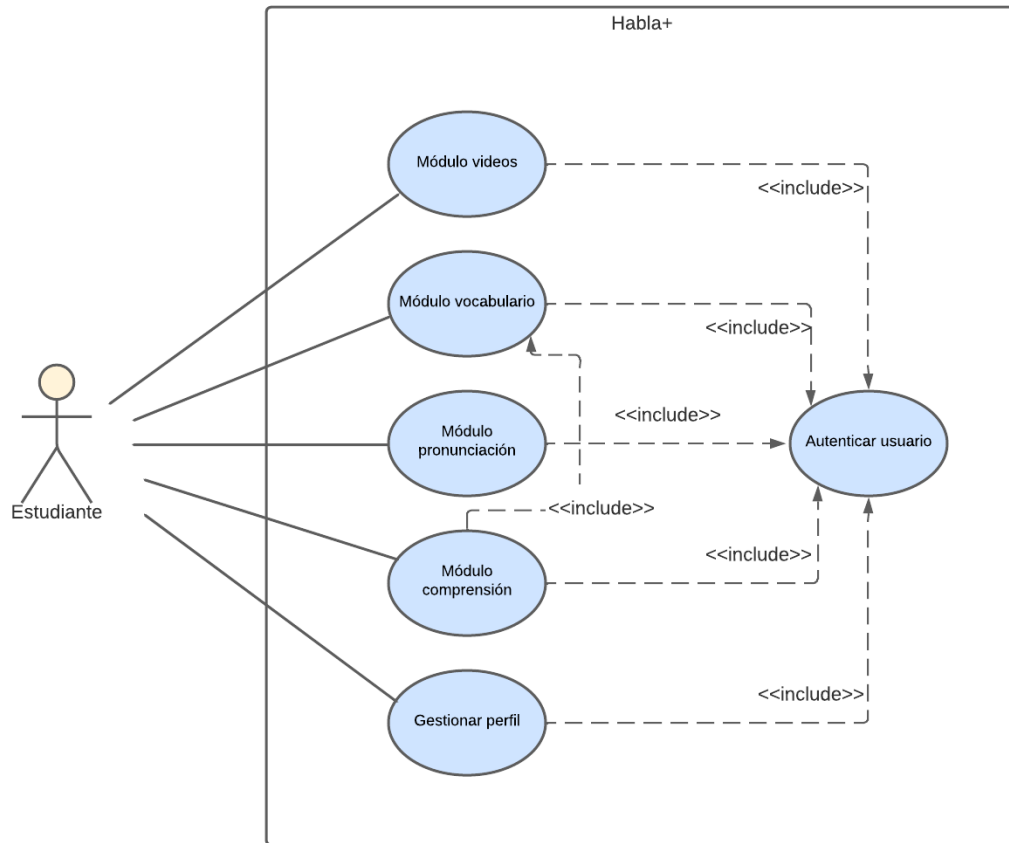 Habla+
Módulo videos
<<include>>
Módulo vocabulario
<<include>>
Módulo
pronunciación
<<include>>
Autenticar usuario
Estudiante
<<include>>
Módulo
comprensión
<<include>>
Gestionar perfil
<<include>>